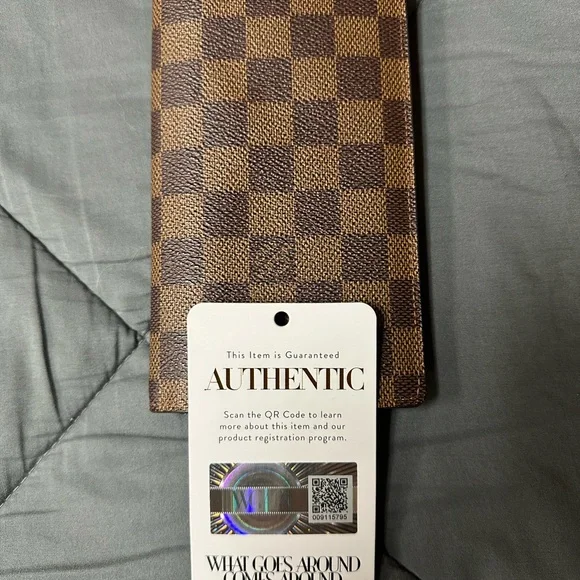 This Item is Guaranteed
AUTHENTIC
Scan the QR Code to learn
more about this item and our
product registration program.
WGACA
009115795
WHAT GOES AROUND
COMES AROUND